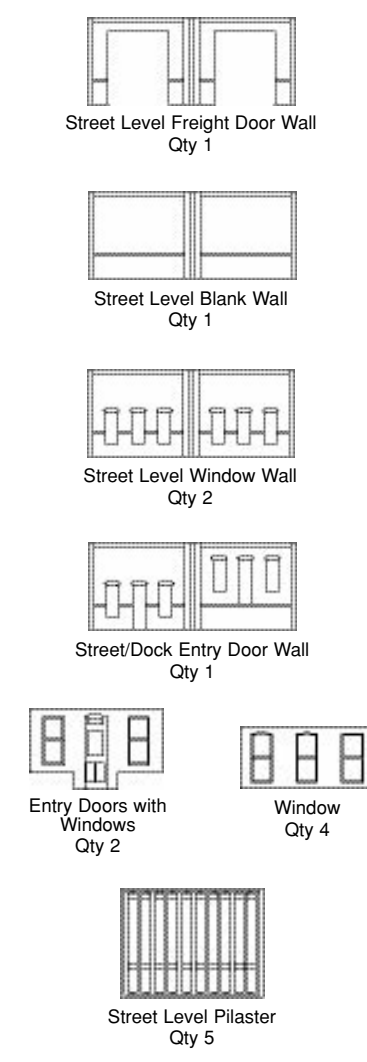 Street Level Freight Door Wall
Qty 1
Street Level Blank Wall
Qty 1
Street Level Window Wall
Qty 2
Street/Dock Entry Door Wall
Qty 1
Entry Doors with
Windows
Qty 2
Window
Qty 4
Street Level Pilaster
Qty 5